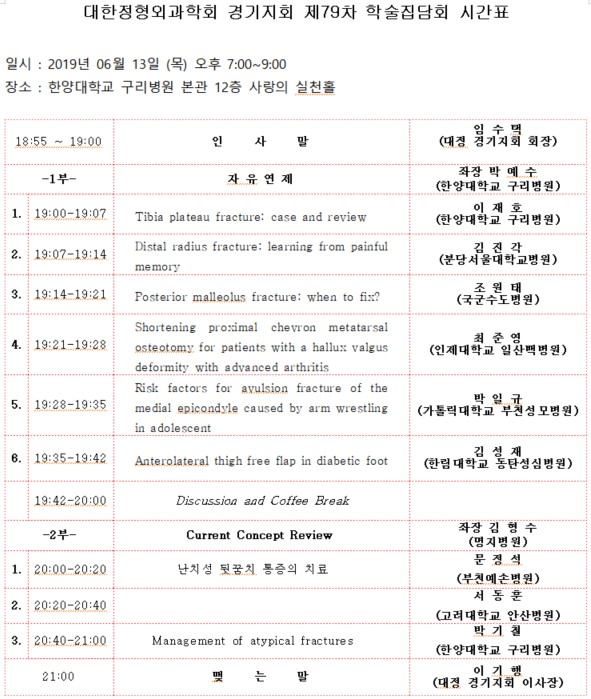 대한정형외과학회 경기지회 제79차 학술집담회 시간표
일시 : 2019년 06월 13일 (목) 오후 7:00~9:00
장소 : 한양대학교 구리병원 본관 12층 사랑의 실천홀
18:55 ~ 19:00 인 사 말 임 수 택
(대정 경기지회 회장)
-1부- 자 유 연 제 좌장 박 예 수
(한양대학교 구리병원)
1. 19:00-19:07 Tibia plateau fracture: case and review 이 재 호
(한양대학교 구리병원)
2. 19:07-19:14 Distal radius fracture: learning from painful
memory 김 진 각
(분당서울대학교병원)
3. 19:14-19:21 Posterior malleolus fracture: when to fix? 조 원 태
(국군수도병원)
4. 19:21-19:28 Shortening proximal chevron metatarsal
osteotomy for patients with a hallux valgus
deformity with advanced arthritis 최 준 영
(인제대학교 일산백병원)
5. 19:28-19:35 Risk factors for avulsion fracture of the
medial epicondyle caused by arm wrestling
in adolescent 박 일 규
(가톨릭대학교 부천성모병원)
6. 19:35-19:42 Anterolateral thigh free flap in diabetic foot 김 성 재
(한림대학교 동탄성심병원)
19:42-20:00 Discussion and Coffee Break
-2부- Current Concept Review 좌장 김 형 수
(명지병원)
1. 20:00-20:20 난치성 뒷꿈치 통증의 치료 문 정 석
(부천예손병원)
2. 20:20-20:40 서 동 훈
(고려대학교 안산병원)
3. 20:40-21:00 Management of atypical fractures 박 기 철
(한양대학교 구리병원)
21:00 맺 는 말 이 기 행
(대정 경기지회 이사장)